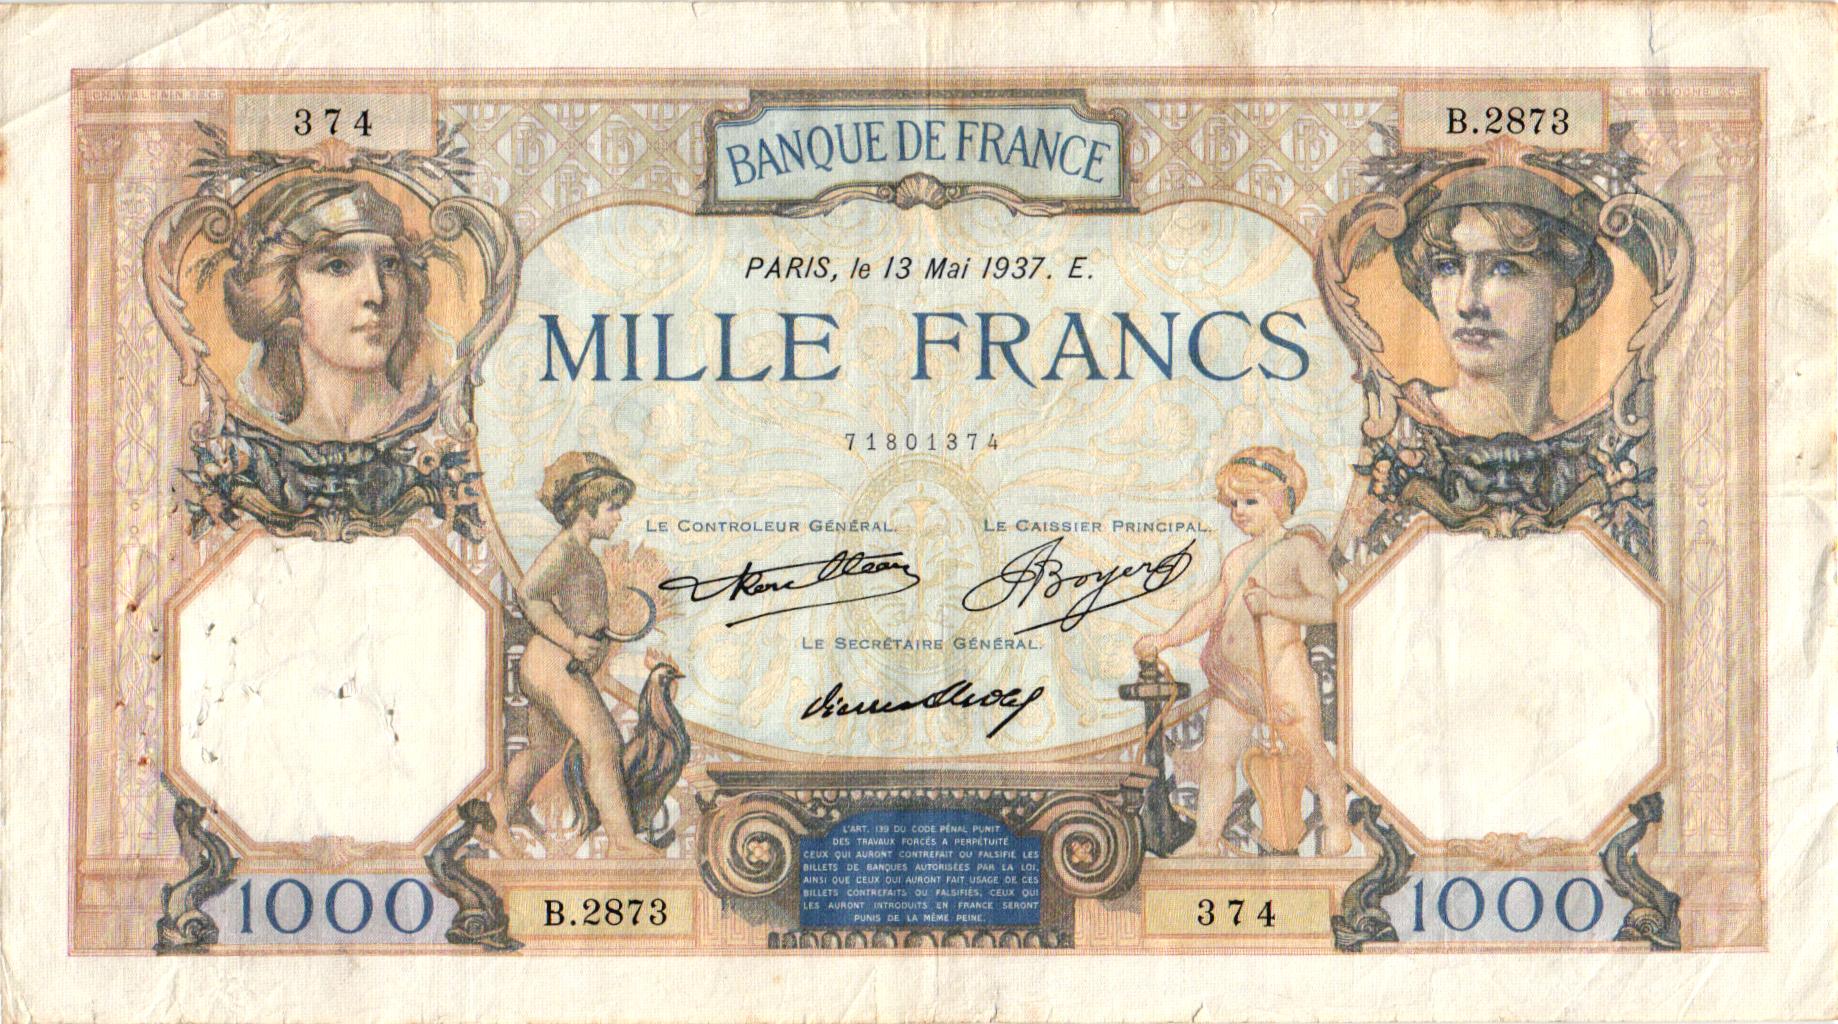 374
B.2873
BANQUE DE FRANCE
PARIS, le 13 Mai 1937. E.
MILLE FRANCS
71801374
LE CONTROLEUR GÉNÉRAL. LE CAISSIER PRINCIPAL.
Boyer
LE SECRÉTAIRE GÉNÉRAL.
L'ART. 139 DU CODE PÉNAL PUNIT
DES TRAVAUX FORCÉS A PERPÉTUITÉ
CEUX QUI AURONT CONTREFAIT OU FALSIFIÉ LES
BILLETS DE BANQUES AUTORISÉES PAR LA LOI,
AINSI QUE CEUX QUI AURONT FAIT USAGE DE CES
BILLETS CONTREFAITS OU FALSIFIÉS, CEUX QUI
LES AURONT INTRODUITS EN FRANCE SERONT
PUNIS DE LA MÊME PEINE.
1000
B.2873
374
1000